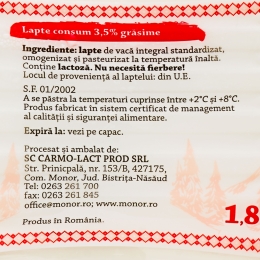 Lapte consum 3,5% grăsime
Ingrediente: lapte de vacă integral standardizat,
omogenizat și pasteurizat la temperatură înaltă.
Conține lactoză. Nu necesită fierbere!
Locul de proveniență al laptelui: din U.E.
S.F. 01/2002
A se păstra la temperaturi cuprinse între +2°C și +8°C.
Produs fabricat în sistem certificat de management
al calității și siguranței alimentare.
Expiră la: vezi pe capac.
Procesat și ambalat de:
SC CARMO-LACT PROD SRL
Str. Prinicpală, nr. 153/B, 427175,
Com. Monor, Jud. Bistrița-Năsăud
Tel: 0263 261 700
fax: 0263 261 845
office@monor.ro; www.monor.ro
Produs în România.
1,8